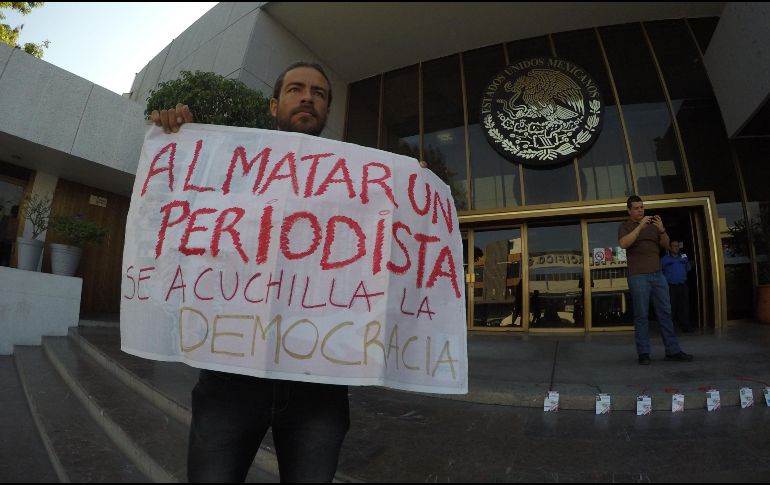 AL MATAR UN
PERIODISTA
SE ACUCHILLA LA
DEMOCRACIA
ESTADOS UNIDOS MEXICANOS